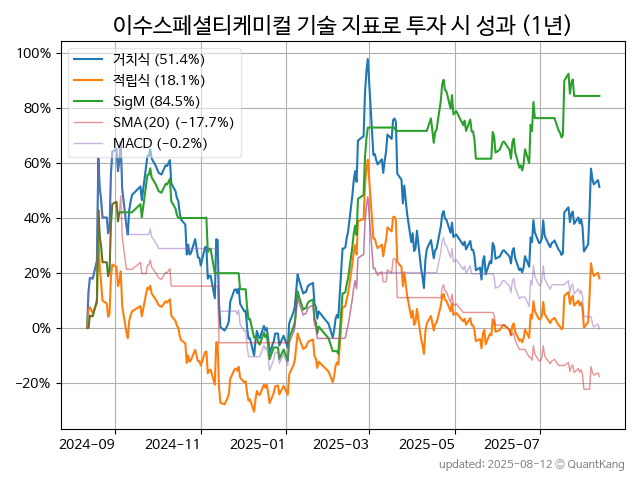 이수스페셜티케미컬 기술 지표로 투자 시 성과 (1년)
거치식 (51.4%)
적립식 (18.1%)
SigM (84.5%)
SMA(20) (−17.7%)
MACD (−0.2%)
100%
80%
60%
40%
20%
0%
−20%
2024−09 2024−11 2025−01 2025−03 2025−05 2025−07
updated: 2025−08−12 ⓒ QuantKang